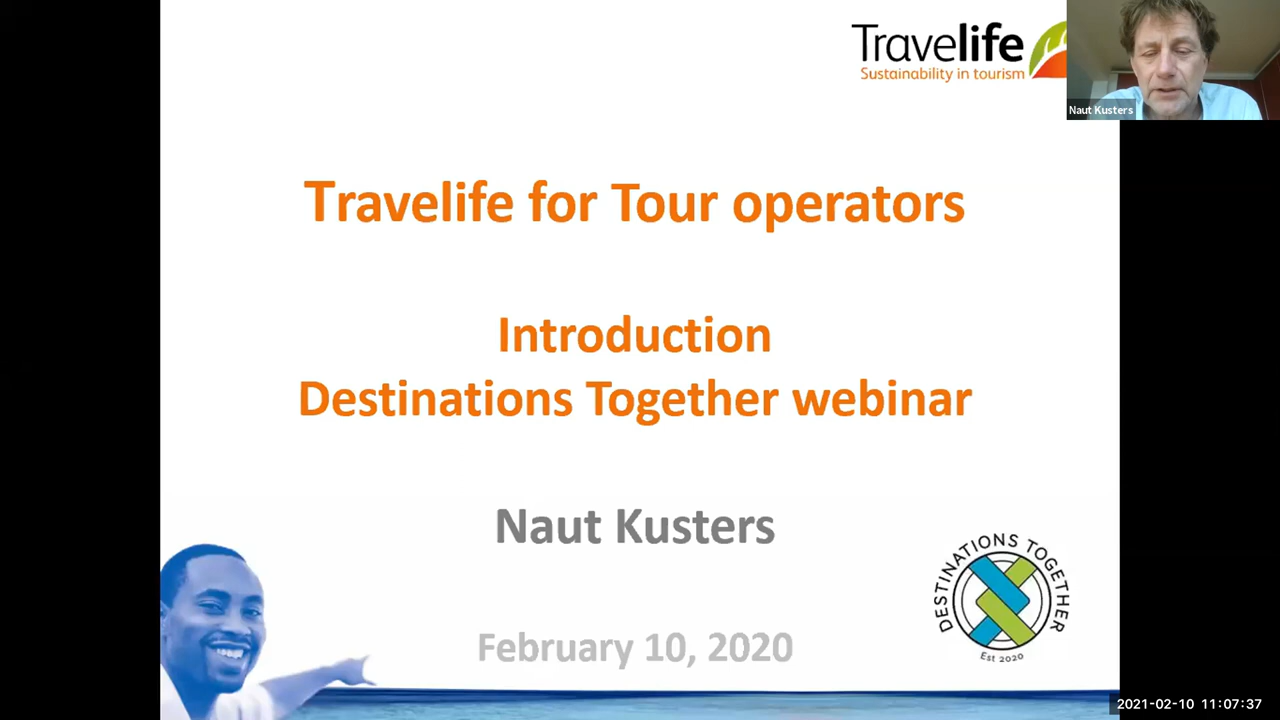 Travelife
Sustainability in tourism
Naut Kusters
Travelife for Tour operators
Introduction
Destinations Together webinar
Naut Kusters
DESTINATIONS TOGETHER
Est 2020
February 10, 2020
2021-02-10 11:07:37